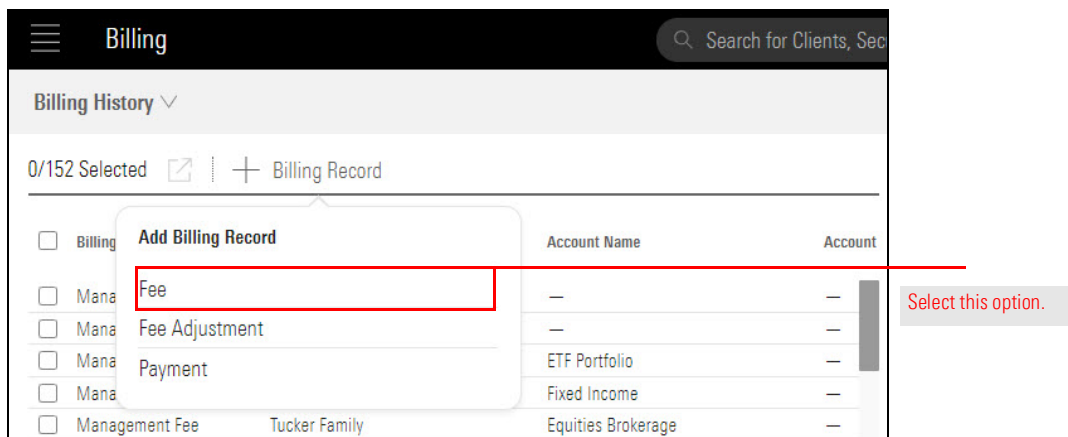 Billing
Search for Clients, Sec
Billing History
0/152 Selected
Billing Record
Billing
Add Billing Record
Account Name
Account
Mana
Fee
—
—
Mana
Fee Adjustment
—
—
Mana
Payment
ETF Portfolio
—
Mana
Fixed Income
—
Management Fee
Tucker Family
Equities Brokerage
—
Select this option.